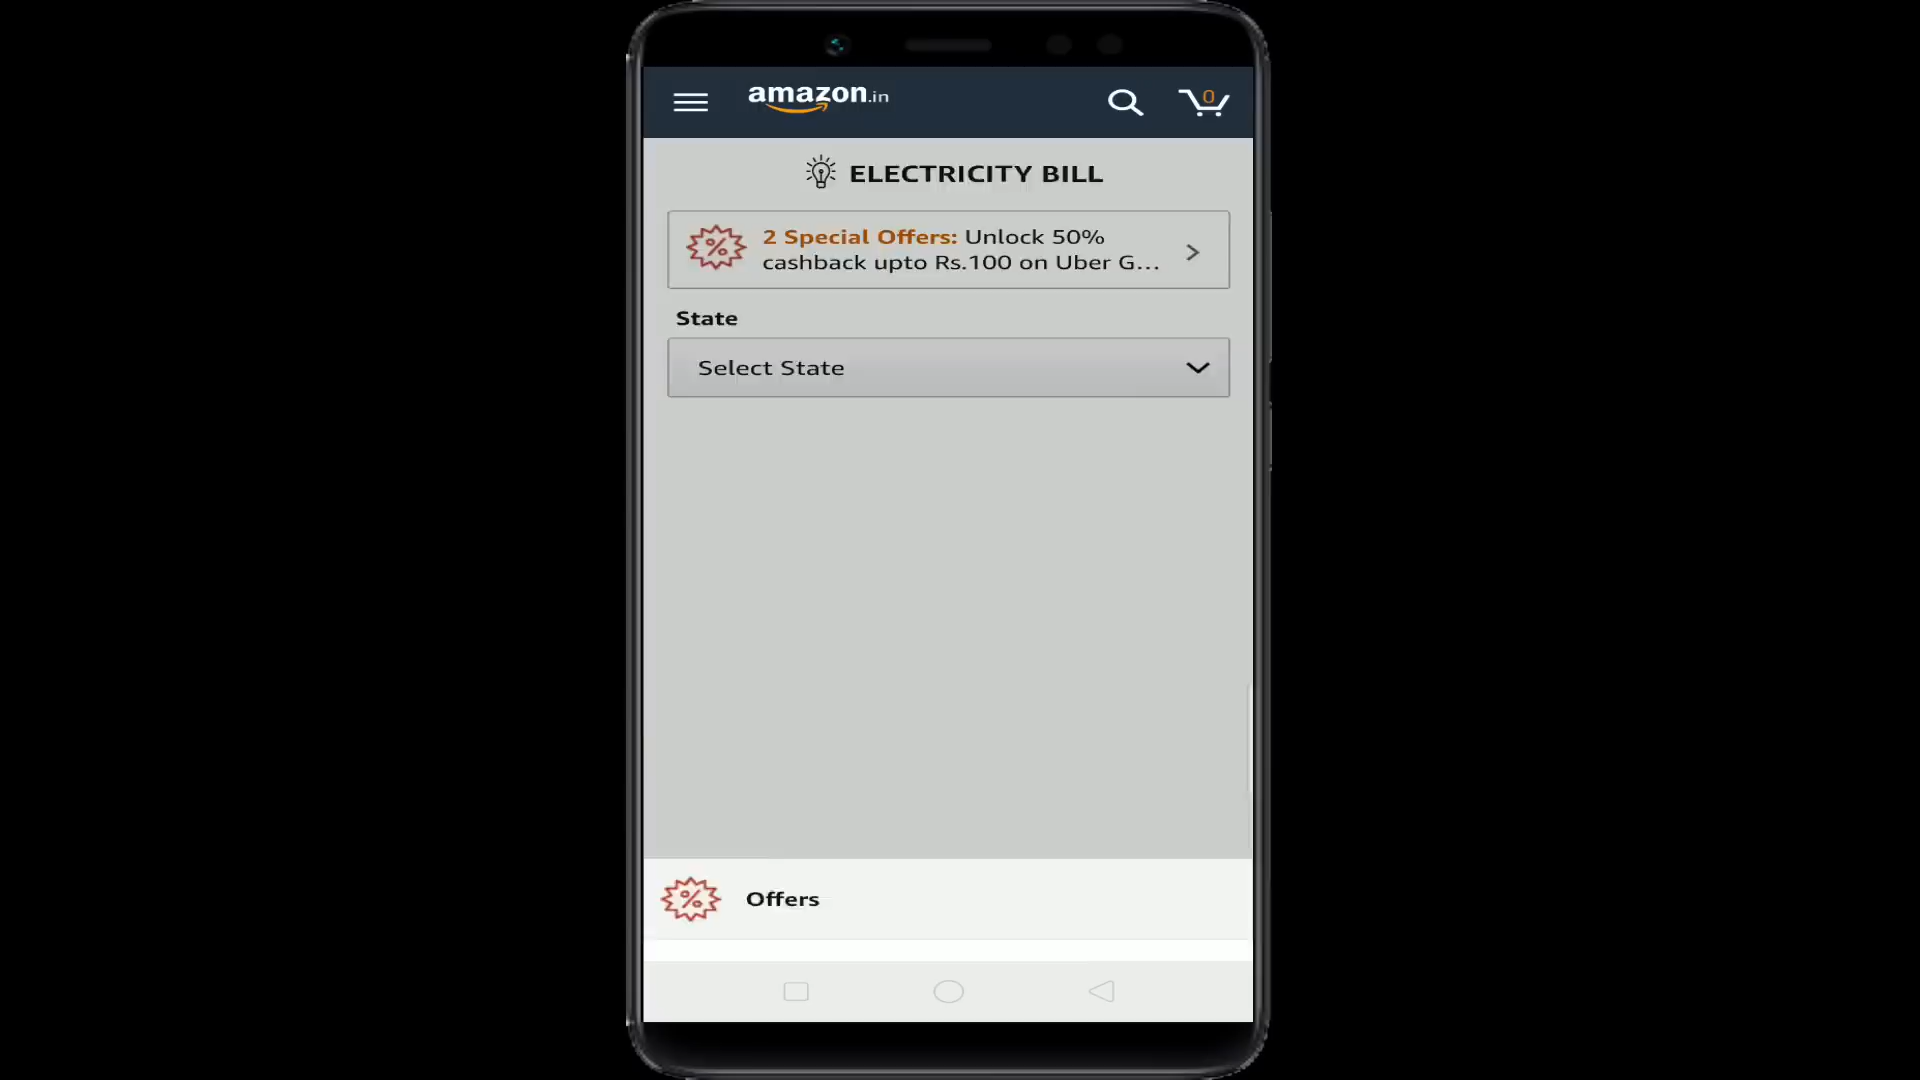 amazon.in
0
ELECTRICITY BILL
2 Special Offers: Unlock 50%
cashback upto Rs.100 on Uber G...
State
Select State
Offers